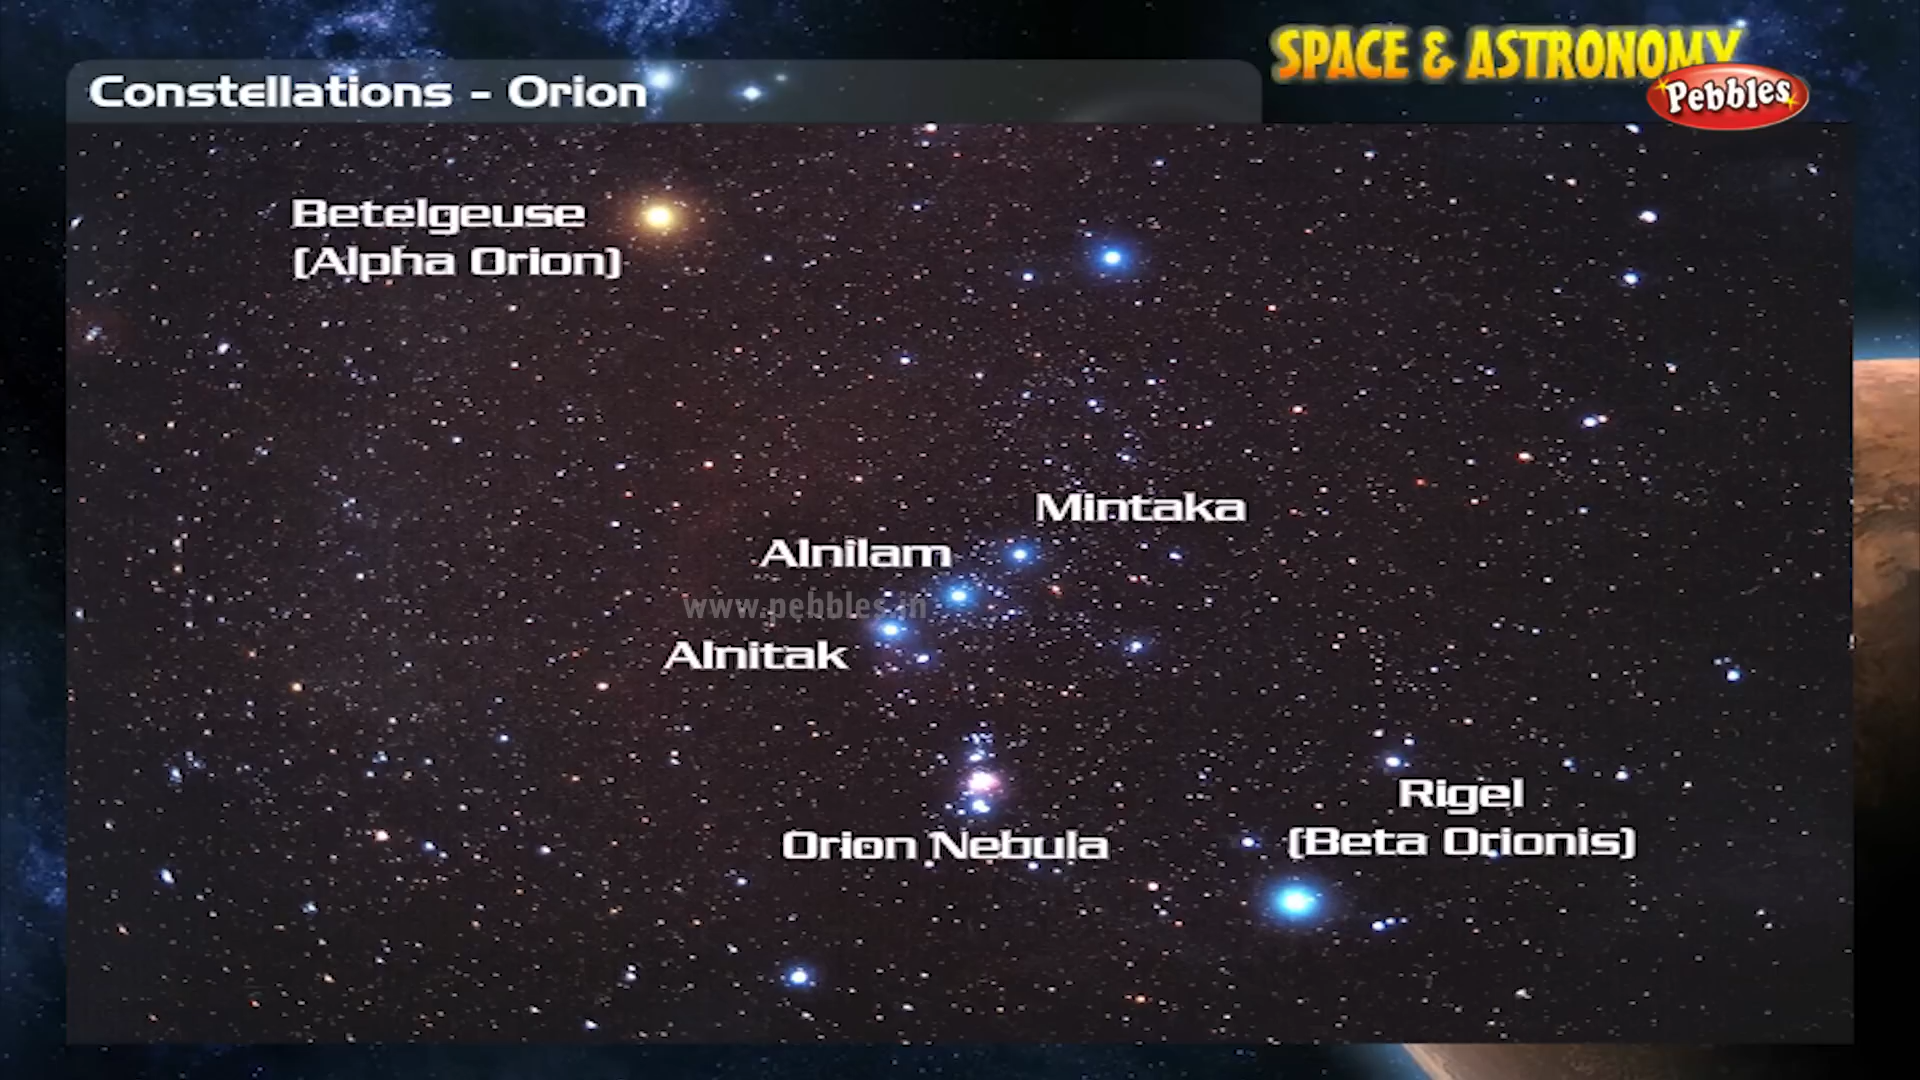 SPACE & ASTRONOMY
Pebbles
Constellations - Orion
Betelgeuse
(Alpha Orion)
Mintaka
Alnilam
www.pebbles.in
Alnitak
Rigel
(Beta Orionis)
Orion Nebula